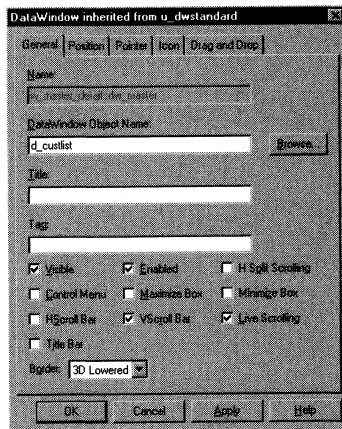 DataWindow inherited from u_dwstandard
General Position Pointer Icon Drag and Drop
Name:
w_master_detail.dw_master
DataWindow Object Name:
d_custlist Browse...
Title:
Tag:
Visible Enabled H Split Scrolling
Control Menu Maximize Box Minimize Box
HScroll Bar VScroll Bar Live Scrolling
Title Bar
Border: 3D Lowered
OK Cancel Apply Help